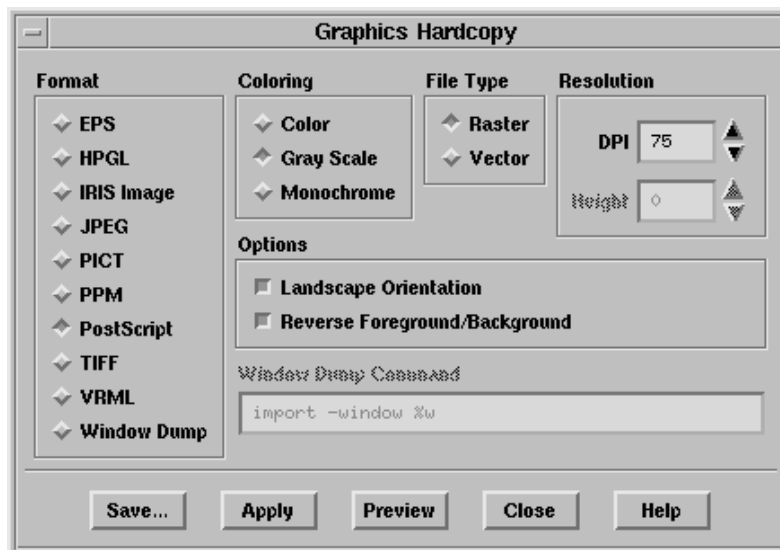 Graphics Hardcopy
Format
EPS
HPGL
IRIS Image
JPEG
PICT
PPM
PostScript
TIFF
VRML
Window Dump
Coloring
Color
Gray Scale
Monochrome
File Type
Raster
Vector
Resolution
DPI 75
Height 0
Options
Landscape Orientation
Reverse Foreground/Background
Window Dump Command
import -window %w
Save... Apply Preview Close Help